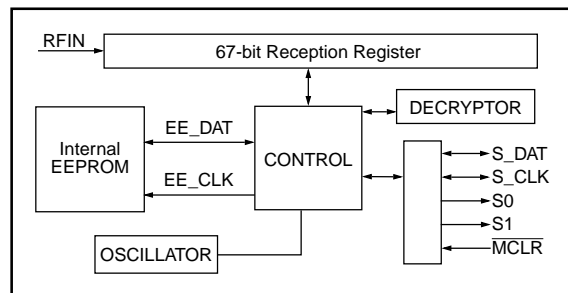 RFIN
67-bit Reception Register
DECRYPTOR
Internal
EEPROM
EE_DAT
EE_CLK
CONTROL
OSCILLATOR
S_DAT
S_CLK
S0
S1
MCLR